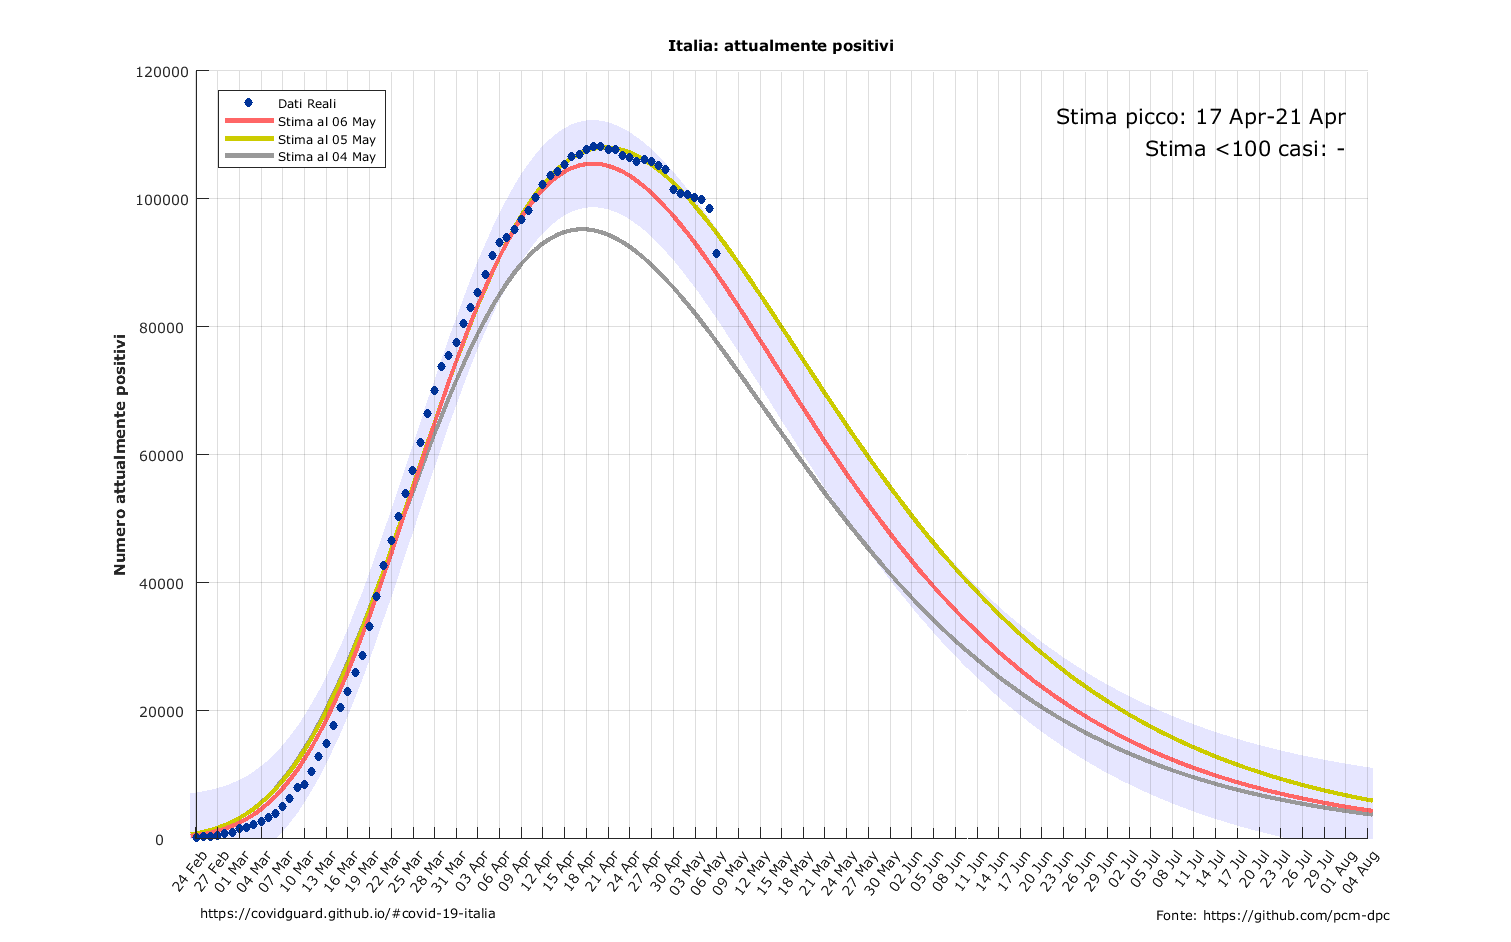 Italia: attualmente positivi
120000
100000
80000
60000
40000
20000
0
Numero attualmente positivi
Dati Reali
Stima al 06 May
Stima al 05 May
Stima al 04 May
Stima picco: 17 Apr-21 Apr
Stima <100 casi: -
24 Feb
27 Feb
01 Mar
04 Mar
07 Mar
10 Mar
13 Mar
16 Mar
19 Mar
22 Mar
25 Mar
28 Mar
31 Mar
03 Apr
06 Apr
09 Apr
12 Apr
15 Apr
18 Apr
21 Apr
24 Apr
27 Apr
30 Apr
03 May
06 May
09 May
12 May
15 May
18 May
21 May
24 May
27 May
30 May
02 Jun
05 Jun
08 Jun
11 Jun
14 Jun
17 Jun
20 Jun
23 Jun
26 Jun
29 Jun
02 Jul
05 Jul
08 Jul
11 Jul
14 Jul
17 Jul
20 Jul
23 Jul
26 Jul
29 Jul
01 Aug
04 Aug
https://covidguard.github.io/#covid-19-italia
Fonte: https://github.com/pcm-dpc